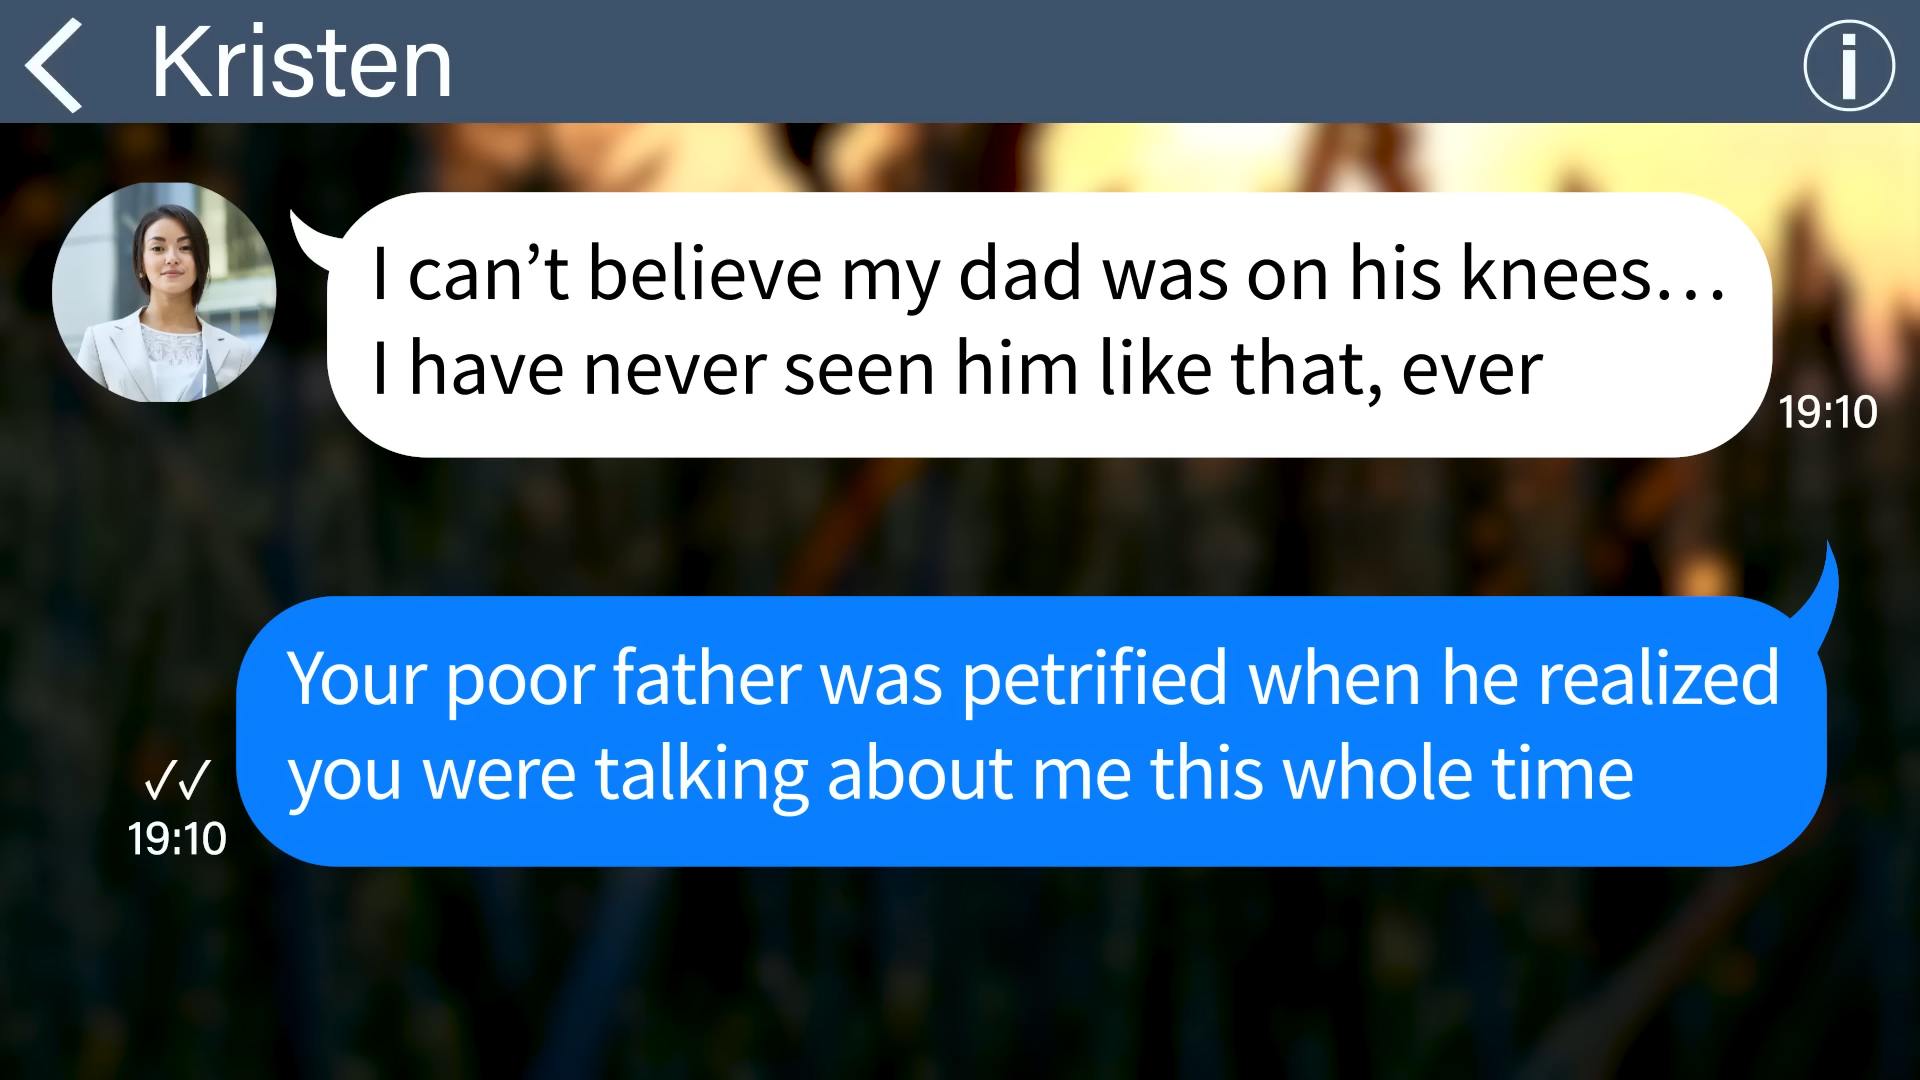 Kristen
I can’t believe my dad was on his knees…
I have never seen him like that, ever
19:10
Your poor father was petrified when he realized
you were talking about me this whole time
✓✓
19:10